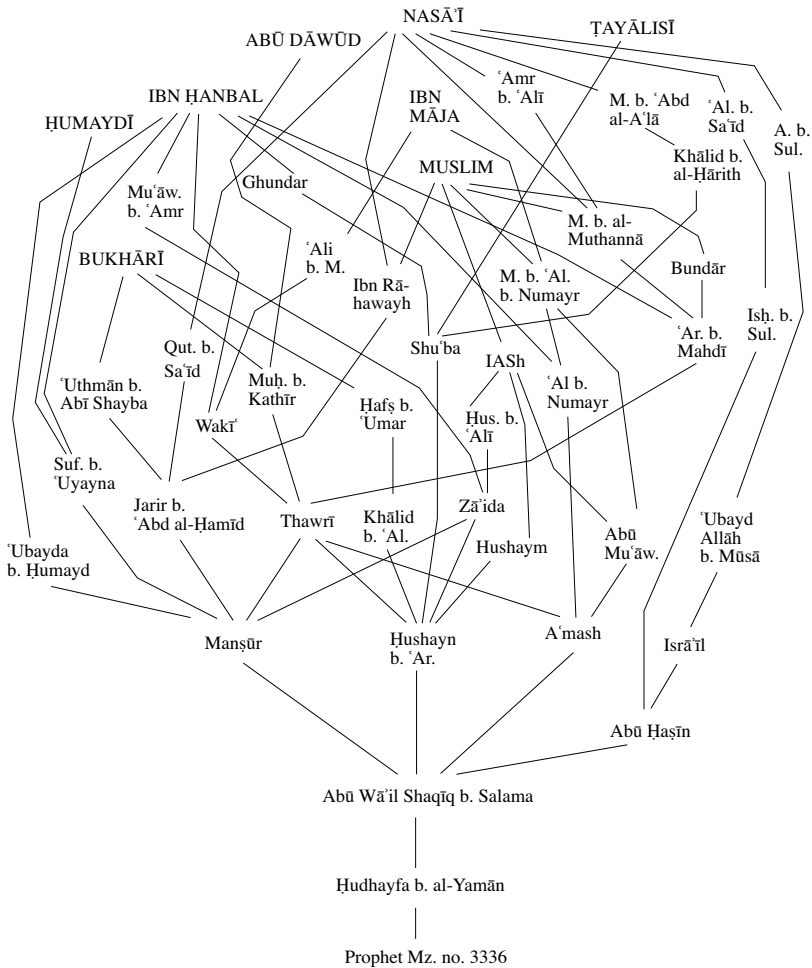 NASĀʾĪ
ṬAYĀLISĪ
ABŪ DĀWŪD
ʿAmr
b. ʿAlī
IBN ḤANBAL
IBN
MĀJA
M. b. ʿAbd
al-Aʿlā
ʿAl. b.
Saʿīd
A. b.
Sul.
ḤUMAYDĪ
Khālid b.
al-Ḥārith
MUSLIM
Muʿāw.
b. ʿAmr
Ghundar
M. b. al-
Muthannā
BUKHĀRĪ
ʿAli
b. M.
Ibn Rā-
hawayh
M. b. ʿAl.
b. Numayr
Bundār
Qut. b.
Saʿīd
Shuʿba
IASh
ʿAr. b.
Mahdī
Isḥ. b.
Sul.
ʿUthmān b.
Abī Shayba
Muḥ. b.
Kathīr
Wakīʿ
Ḥafṣ b.
ʿUmar
Ḥus. b.
ʿAlī
ʿAl b.
Numayr
Suf. b.
ʿUyayna
Jarir b.
ʿAbd al-Ḥamīd
Thawrī
Khālid
b. ʿAl.
Zāʾida
Hushaym
Abū
Muʿāw.
ʿUbayd
Allāh
b. Mūsā
ʿUbayda
b. Ḥumayd
Manṣūr
Ḥushayn
b. ʿAr.
Aʿmash
Isrāʾīl
Abū Ḥaṣīn
Abū Wāʾil Shaqīq b. Salama
Ḥudhayfa b. al-Yamān
Prophet Mz. no. 3336